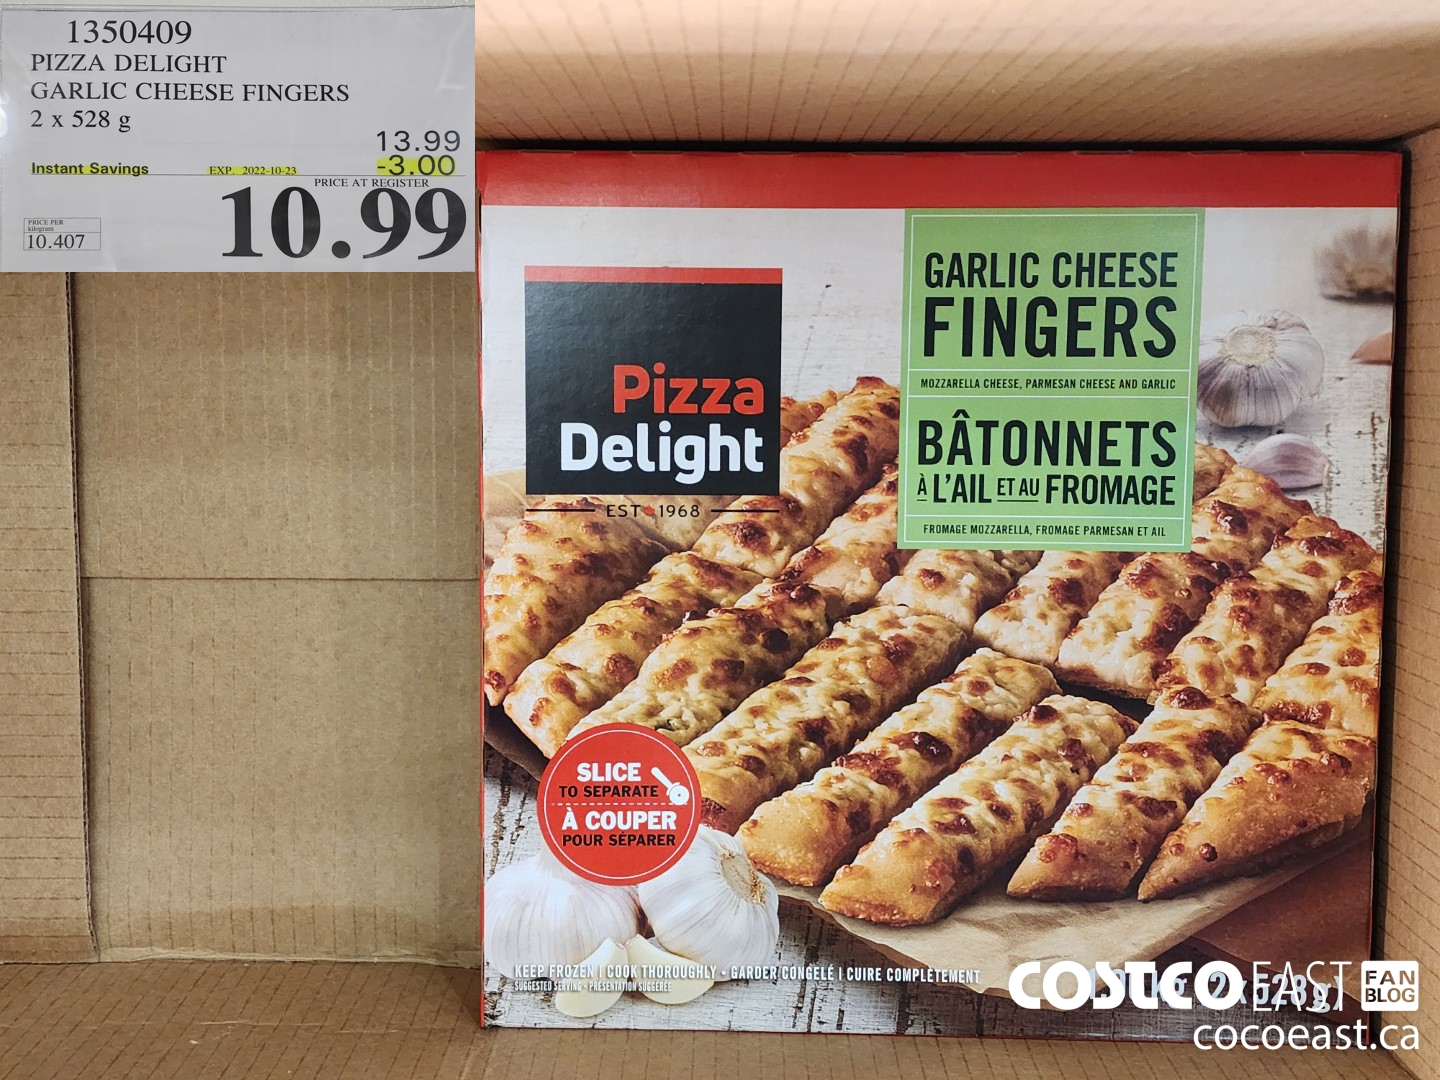 1350409
PIZZA DELIGHT
GARLIC CHEESE FINGERS
2 x 528 g
13.99
Instant Savings EXP. 2022-10-23 -3.00
PRICE AT REGISTER
10.99
PRICE PER
kilogram
10.407
GARLIC CHEESE
FINGERS
MOZZARELLA CHEESE, PARMESAN CHEESE AND GARLIC
BÂTONNETS
À L'AIL ET AU FROMAGE
FROMAGE MOZZARELLA, FROMAGE PARMESAN ET AIL
Pizza
Delight
EST 1968
SLICE
TO SEPARATE
À COUPER
POUR SÉPARER
KEEP FROZEN | COOK THOROUGHLY • GARDER CONGELÉ | CUIRE COMPLÈTEMENT
SUGGESTED SERVING • PRÉSENTATION SUGGÉRÉE
COSTCO EAST FAN BLOG
cocoeast.ca